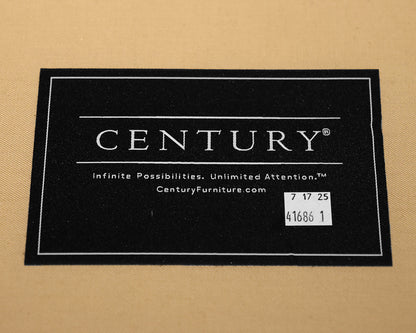 CENTURY®
Infinite Possibilities. Unlimited Attention.™
CenturyFurniture.com
7 17 25
41686 1